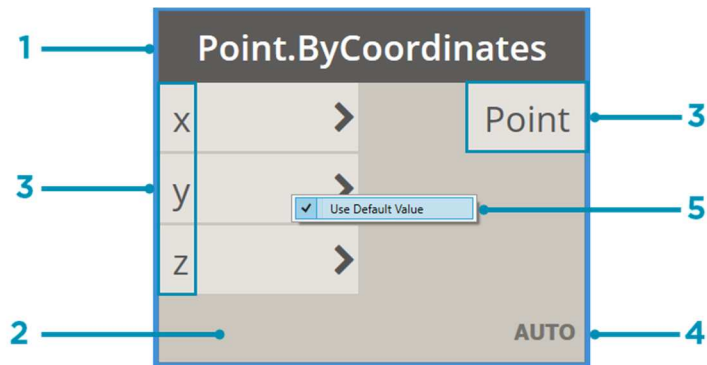 1
Point.ByCoordinates
x
Point
3
3
y
Use Default Value
5
z
2
AUTO
4